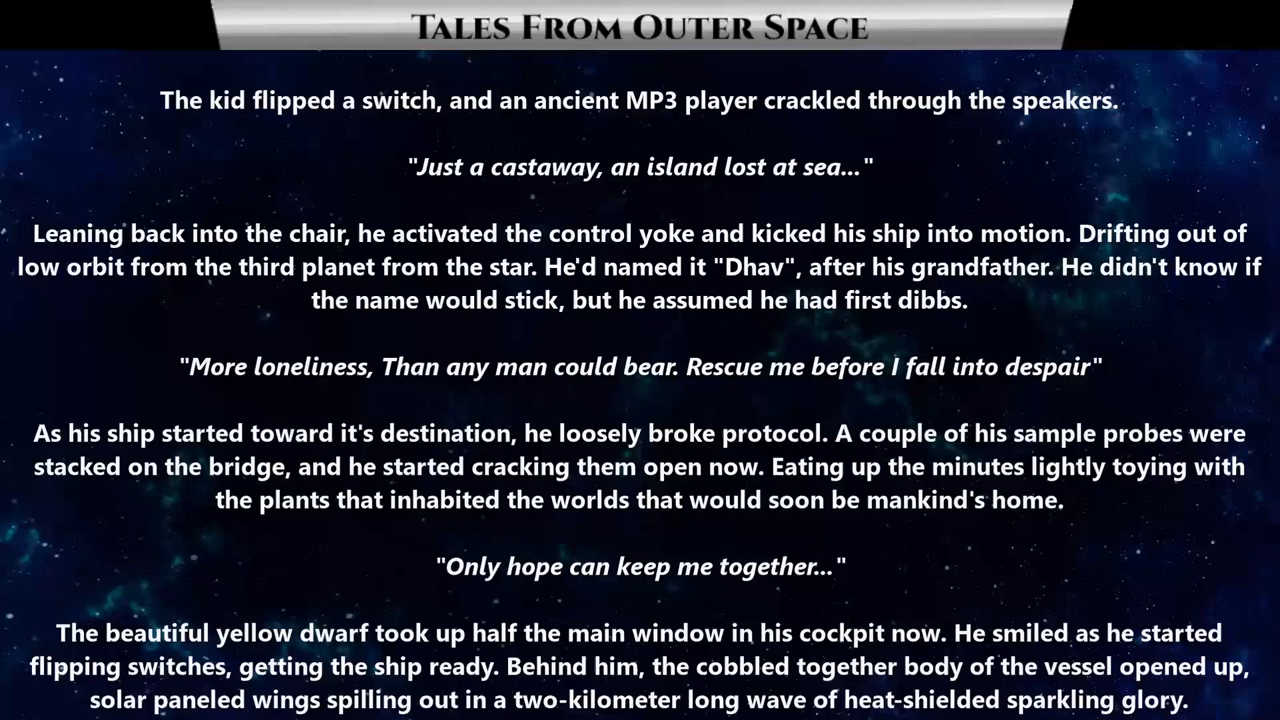 Tales From Outer Space
The kid flipped a switch, and an ancient MP3 player crackled through the speakers.
"Just a castaway, an island lost at sea..."
Leaning back into the chair, he activated the control yoke and kicked his ship into motion. Drifting out of
low orbit from the third planet from the star. He'd named it "Dhav", after his grandfather. He didn't know if
the name would stick, but he assumed he had first dibbs.
"More loneliness, Than any man could bear. Rescue me before I fall into despair"
As his ship started toward it's destination, he loosely broke protocol. A couple of his sample probes were
stacked on the bridge, and he started cracking them open now. Eating up the minutes lightly toying with
the plants that inhabited the worlds that would soon be mankind's home.
"Only hope can keep me together..."
The beautiful yellow dwarf took up half the main window in his cockpit now. He smiled as he started
flipping switches, getting the ship ready. Behind him, the cobbled together body of the vessel opened up,
solar paneled wings spilling out in a two-kilometer long wave of heat-shielded sparkling glory.